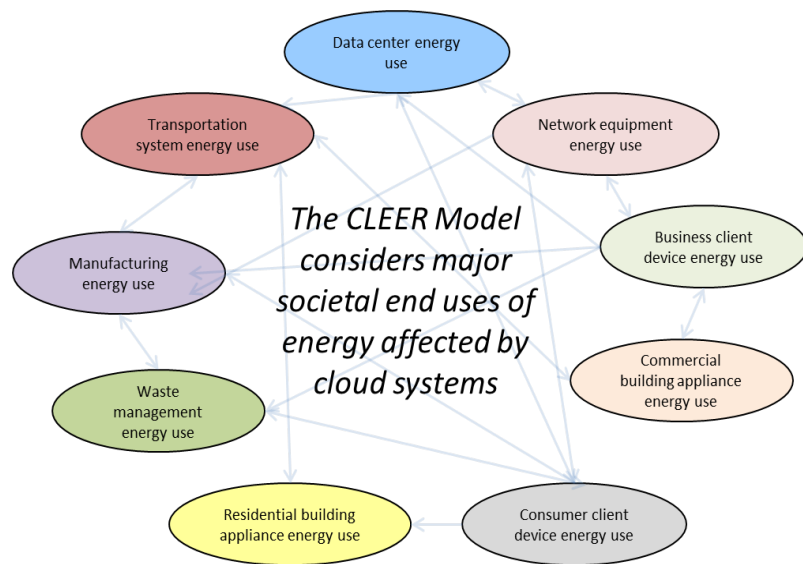 Data center energy
use
Transportation
system energy use
Network equipment
energy use
The CLEER Model
considers major
societal end uses of
energy affected by
cloud systems
Manufacturing
energy use
Business client
device energy use
Waste
management
energy use
Commercial
building appliance
energy use
Residential building
appliance energy use
Consumer client
device energy use